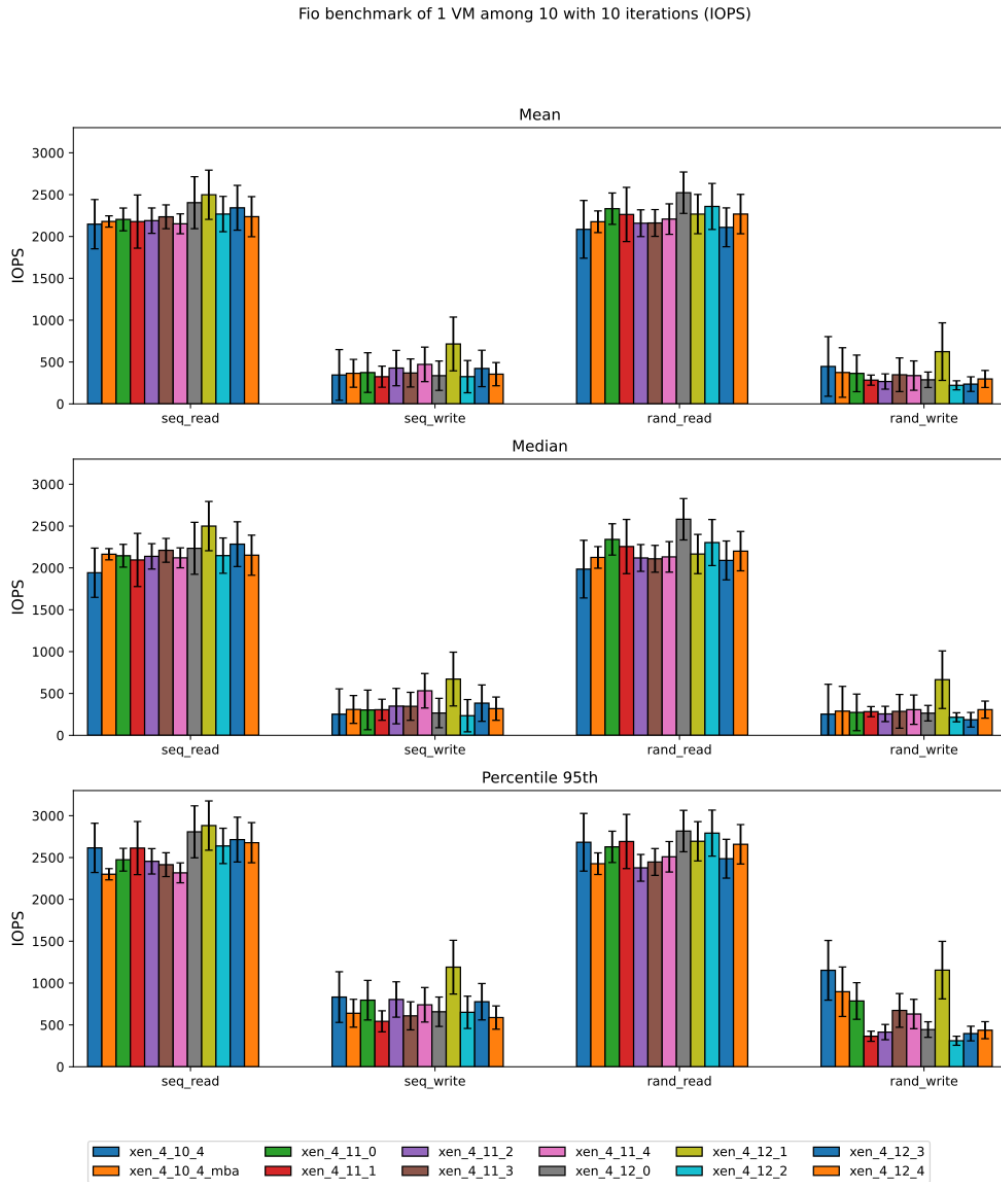 Fio benchmark of 1 VM among 10 with 10 iterations (IOPS)
Mean
3000
2500
2000
1500
1000
500
0
IOPS
seq_read seq_write rand_read rand_write
Median
3000
2500
2000
1500
1000
500
0
IOPS
seq_read seq_write rand_read rand_write
Percentile 95th
3000
2500
2000
1500
1000
500
0
IOPS
seq_read seq_write rand_read rand_write
xen_4_10_4 xen_4_11_0 xen_4_11_2 xen_4_11_4 xen_4_12_1 xen_4_12_3
xen_4_10_4_mba xen_4_11_1 xen_4_11_3 xen_4_12_0 xen_4_12_2 xen_4_12_4